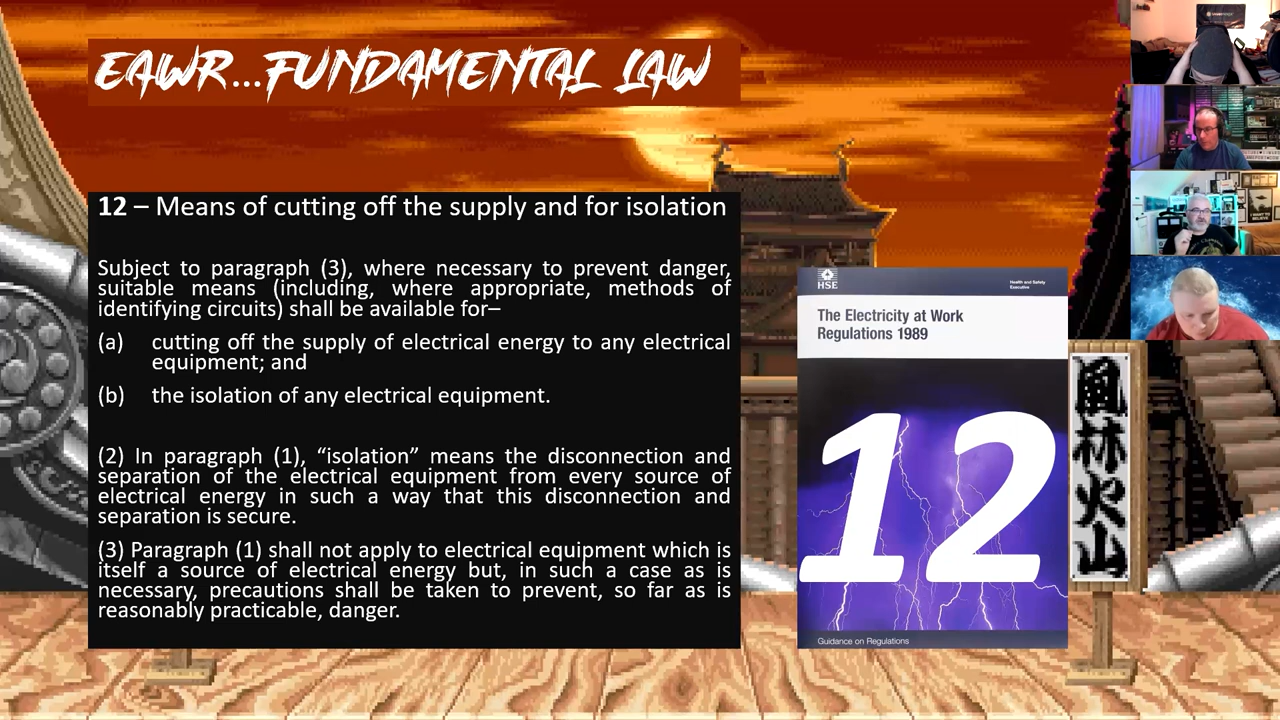 EAWR...FUNDAMENTAL LAW
12 – Means of cutting off the supply and for isolation
Subject to paragraph (3), where necessary to prevent danger,
suitable means (including, where appropriate, methods of
identifying circuits) shall be available for–
(a) cutting off the supply of electrical energy to any electrical
equipment; and
(b) the isolation of any electrical equipment.
(2) In paragraph (1), “isolation” means the disconnection and
separation of the electrical equipment from every source of
electrical energy in such a way that this disconnection and
separation is secure.
(3) Paragraph (1) shall not apply to electrical equipment which is
itself a source of electrical energy but, in such a case as is
necessary, precautions shall be taken to prevent, so far as is
reasonably practicable, danger.
HSE
Health and Safety
Executive
The Electricity at Work
Regulations 1989
12
Guidance on Regulations
I WANT TO
BELIEVE
風林火山